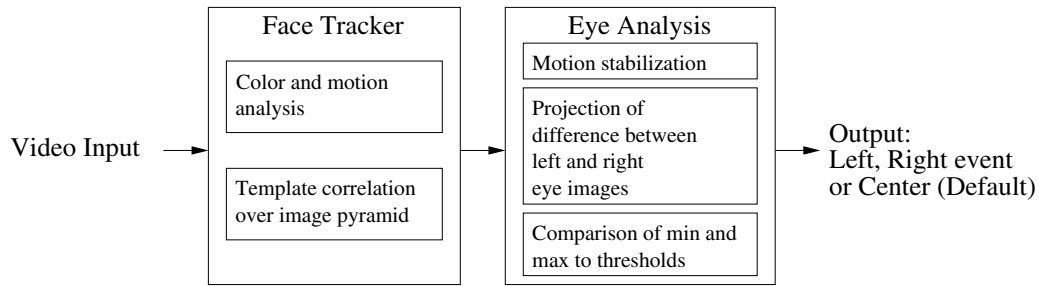 Video Input
Face Tracker
Color and motion
analysis
Template correlation
over image pyramid
Eye Analysis
Motion stabilization
Projection of
difference between
left and right
eye images
Comparison of min and
max to thresholds
Output:
Left, Right event
or Center (Default)